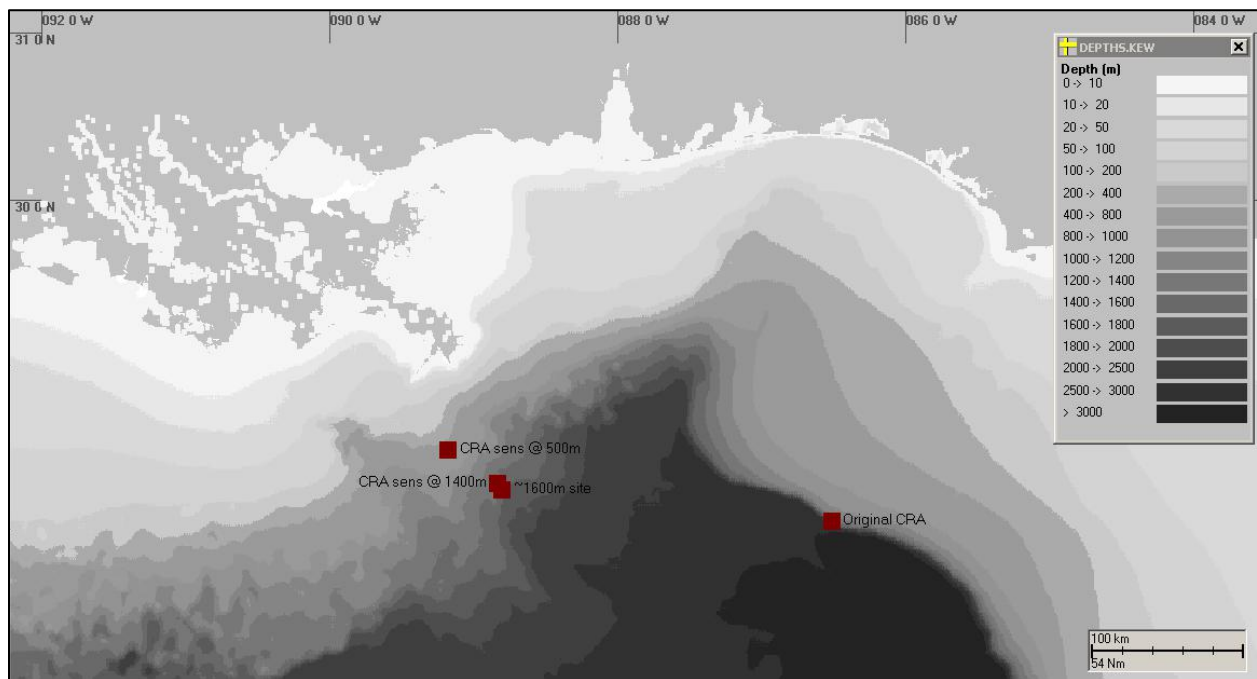 092 0 W
090 0 W
088 0 W
086 0 W
084 0 W
31 0 N
30 0 N
DEPTHS.KEW
Depth (m)
0 -> 10
10 -> 20
20 -> 50
50 -> 100
100 -> 200
200 -> 400
400 -> 800
800 -> 1000
1000 -> 1200
1200 -> 1400
1400 -> 1600
1600 -> 1800
1800 -> 2000
2000 -> 2500
2500 -> 3000
> 3000
CRA sens @ 500m
CRA sens @ 1400m
~1600m site
Original CRA
100 km
54 Nm